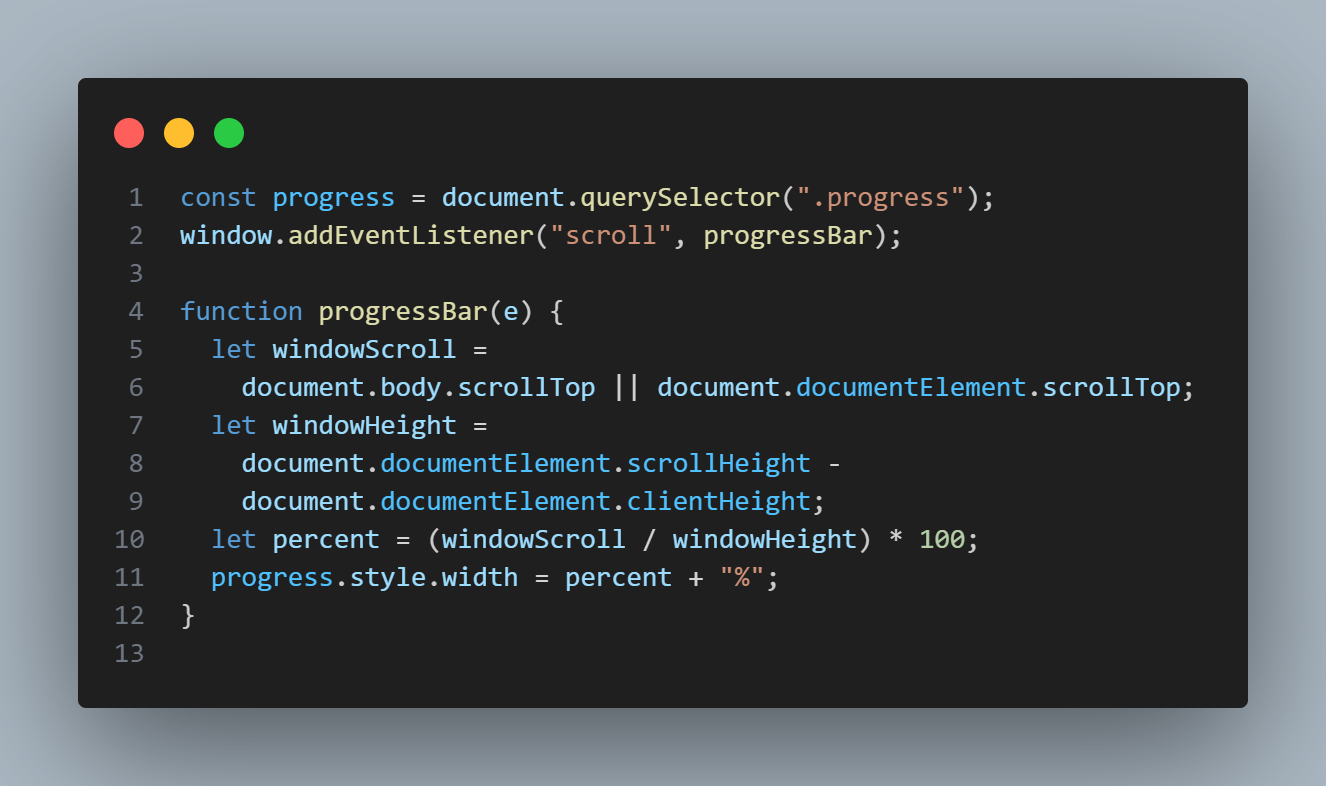 1 const progress = document.querySelector(".progress");
2 window.addEventListener("scroll", progressBar);
3
4 function progressBar(e) {
5   let windowScroll =
6     document.body.scrollTop || document.documentElement.scrollTop;
7   let windowHeight =
8     document.documentElement.scrollHeight -
9     document.documentElement.clientHeight;
10   let percent = (windowScroll / windowHeight) * 100;
11   progress.style.width = percent + "%";
12 }
13